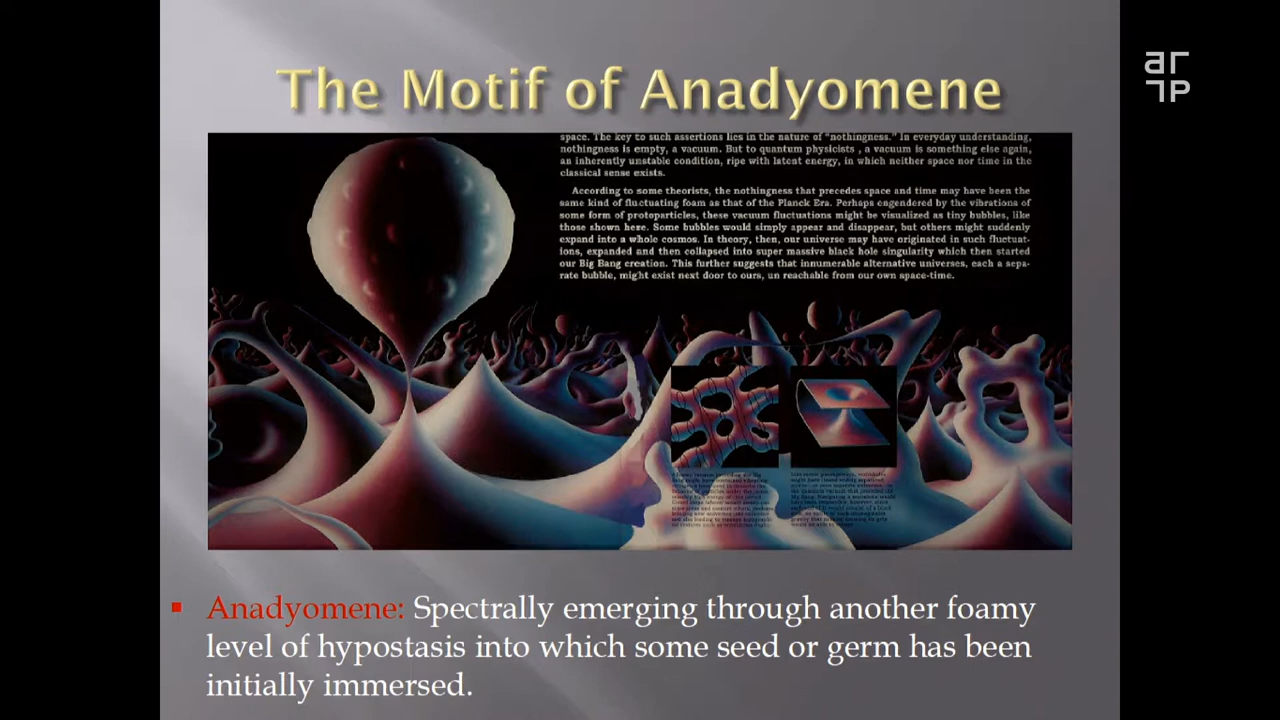 The Motif of Anadyomene
space. The key to such assertions lies in the nature of "nothingness." In everyday understanding,
nothingness is empty, a vacuum. But to quantum physicists , a vacuum is something else again,
an inherently unstable condition, ripe with latent energy, in which neither space nor time in the
classical sense exists.
According to some theorists, the nothingness that precedes space and time may have been the
same kind of fluctuating foam as that of the Planck Era. Perhaps engendered by the vibrations of
some form of protoparticles, these vacuum fluctuations might be visualized as tiny bubbles, like
those shown here. Some bubbles would simply appear and disappear, but others might suddenly
expand into a whole cosmos. In theory, then, our universe may have originated in such fluctuat-
ions, expanded and then collapsed into super massive black hole singularity which then started
our Big Bang creation. This further suggests that innumerable alternative universes, each a sepa-
rate bubble, might exist next door to ours, un reachable from our own space-time.
Anadyomene: Spectrally emerging through another foamy
level of hypostasis into which some seed or germ has been
initially immersed.